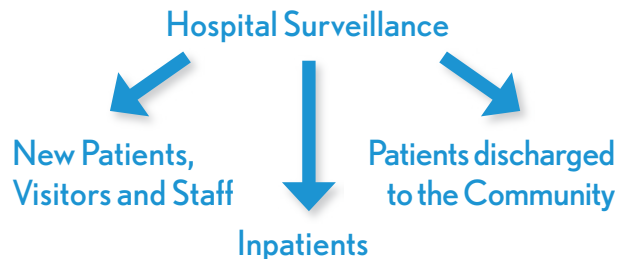 Hospital Surveillance
New Patients,
Visitors and Staff
Patients discharged
to the Community
Inpatients